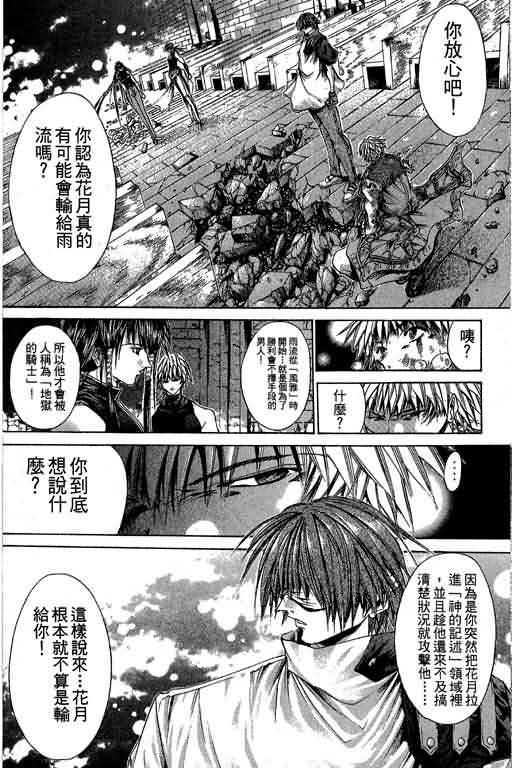 你放心吧！
你認為花月真的
有可能會輸給雨
流嗎？
咦？
什麼？
雨流從「風雅」時
開始…就是個為了
勝利會不擇手段的
男人！
所以他才會被
人稱為「地獄
的騎士」！
‥‥
你到底
想說什
麼？
因為是你突然把花月拉
進「神的記述」領域裡
，並且趁他還來不及搞
清楚狀況就攻擊他……
這樣說來…花月
根本就不算是輸
給你！